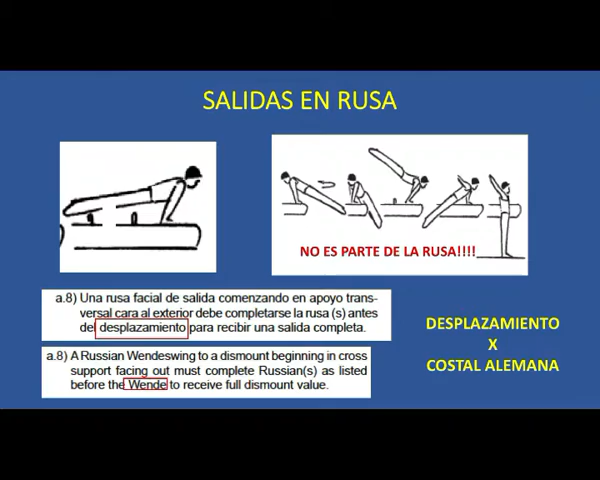 SALIDAS EN RUSA
NO ES PARTE DE LA RUSA!!!!
a.8) Una rusa facial de salida comenzando en apoyo trans-
versal cara al exterior debe completarse la rusa (s) antes
del desplazamiento para recibir una salida completa.
a.8) A Russian Wendeswing to a dismount beginning in cross
support facing out must complete Russian(s) as listed
before the Wende to receive full dismount value.
DESPLAZAMIENTO
X
COSTAL ALEMANA